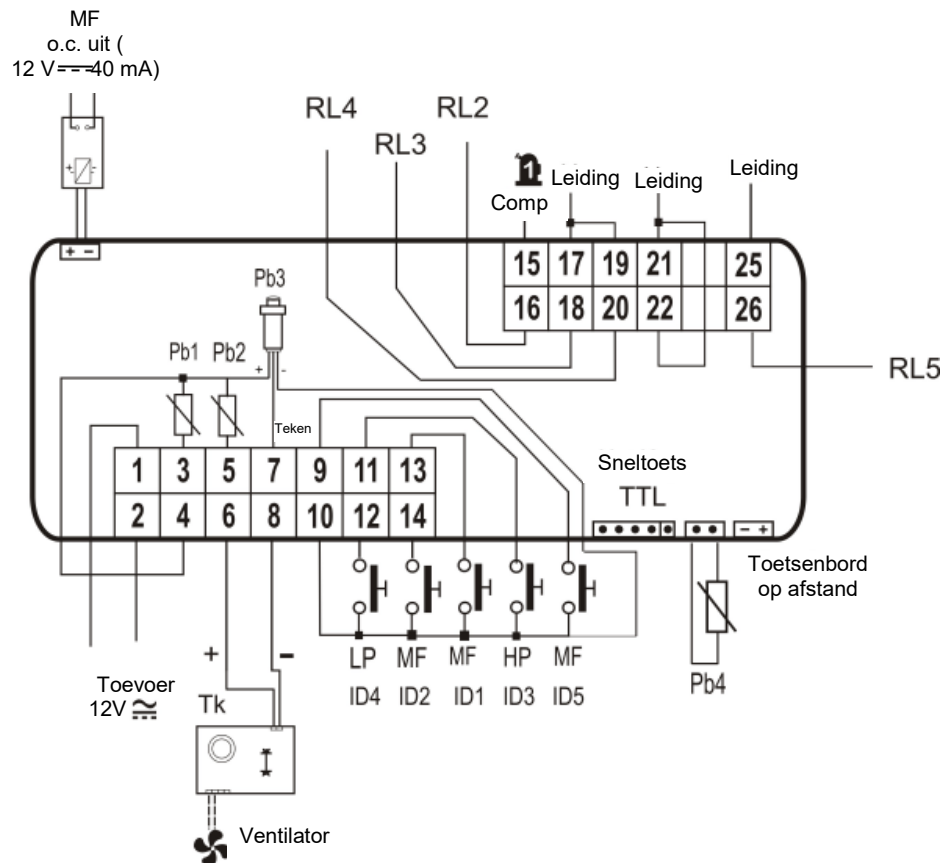 MF
o.c. uit (
12 V 40 mA)
RL4
RL3
RL2
1
Comp
Leiding
Leiding
Leiding
+ -
+ -
15 17 19 21 25
16 18 20 22 26
Pb3
Pb1
Pb2
+ -
Teken
RL5
1 3 5 7 9 11 13
2 4 6 8 10 12 14
Sneltoets
TTL
- +
Toetsenbord
op afstand
+ -
LP MF MF HP MF
ID4 ID2 ID1 ID3 ID5
Pb4
Toevoer
12V
Tk
Ventilator